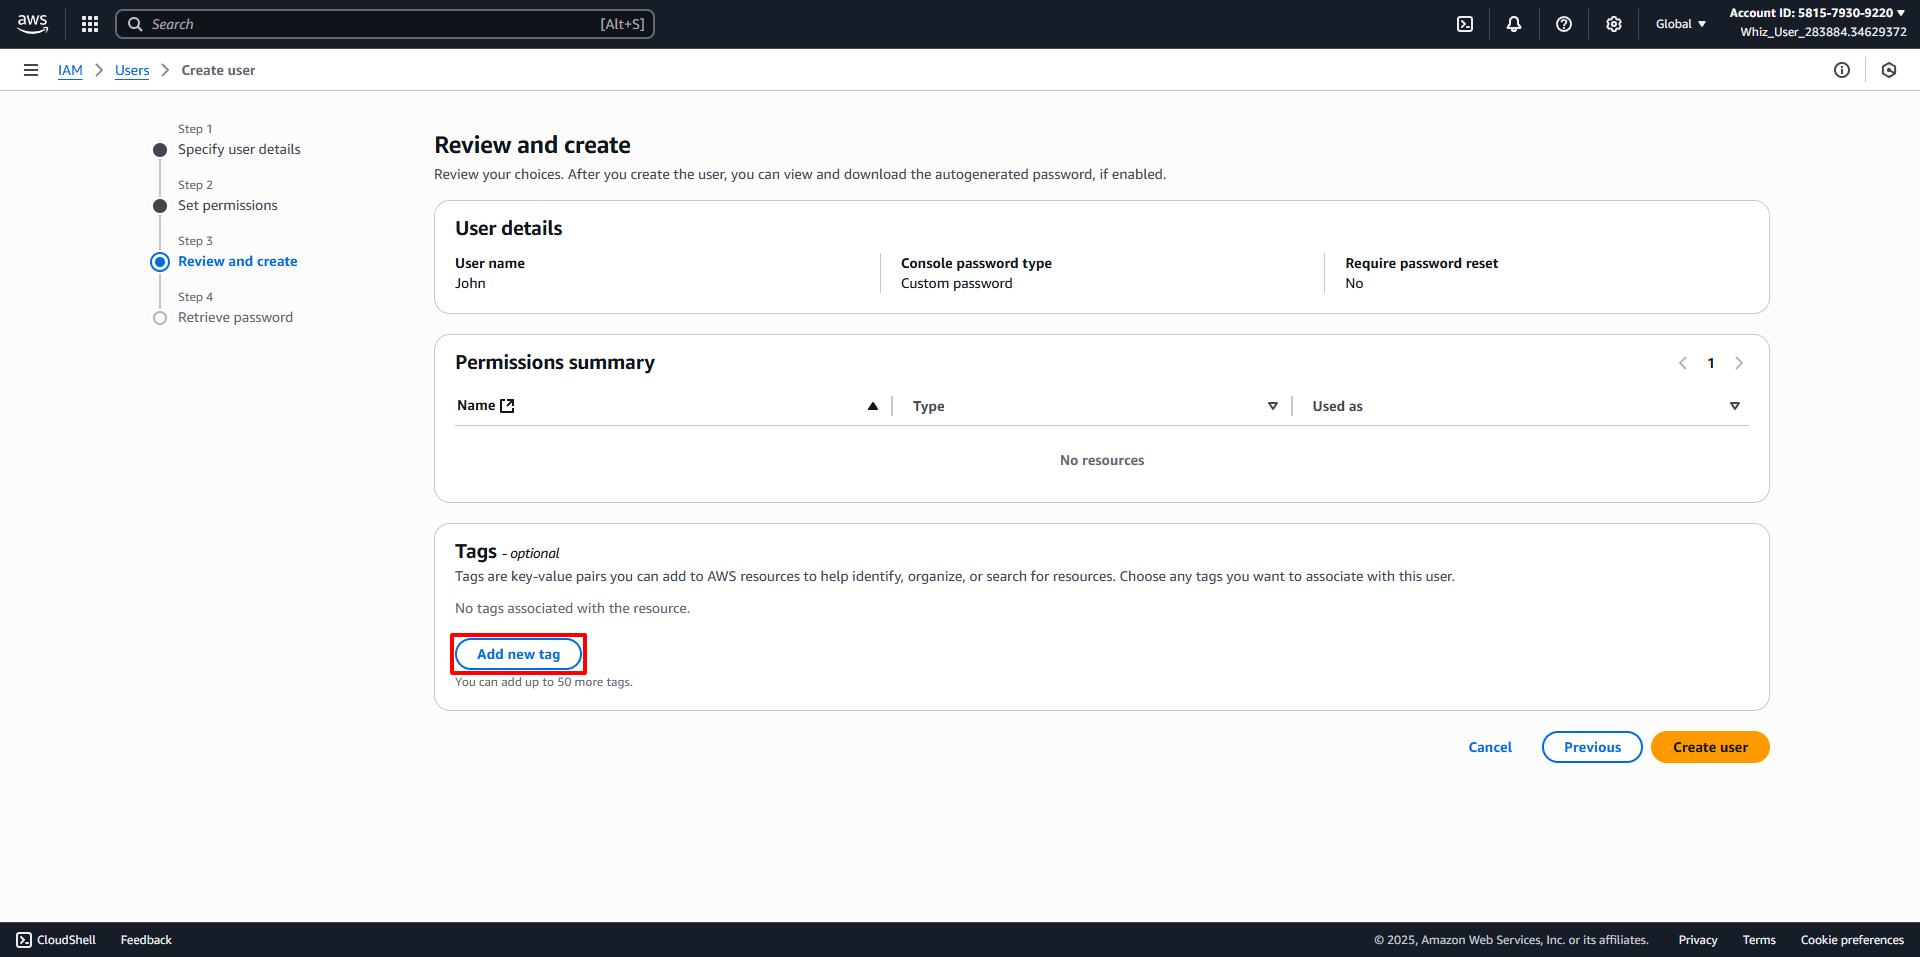 aws
Search [Alt+S]
Global
Account ID: 5815-7930-9220
Whiz_User_283884.34629372
IAM > Users > Create user
Step 1
Specify user details
Step 2
Set permissions
Step 3
Review and create
Step 4
Retrieve password
Review and create
Review your choices. After you create the user, you can view and download the autogenerated password, if enabled.
User details
User name
John
Console password type
Custom password
Require password reset
No
Permissions summary
1
Name Type Used as
No resources
Tags - optional
Tags are key-value pairs you can add to AWS resources to help identify, organize, or search for resources. Choose any tags you want to associate with this user.
No tags associated with the resource.
Add new tag
You can add up to 50 more tags.
Cancel Previous Create user
CloudShell Feedback © 2025, Amazon Web Services, Inc. or its affiliates. Privacy Terms Cookie preferences